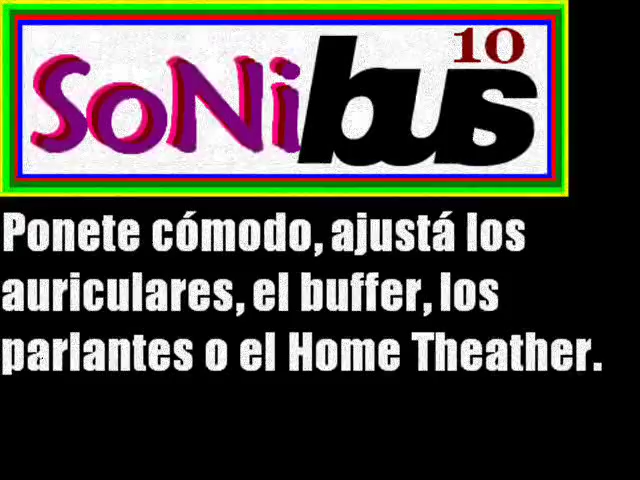 SoNibus 10
Ponete cómodo, ajustá los
auriculares, el buffer, los
parlantes o el Home Theather.